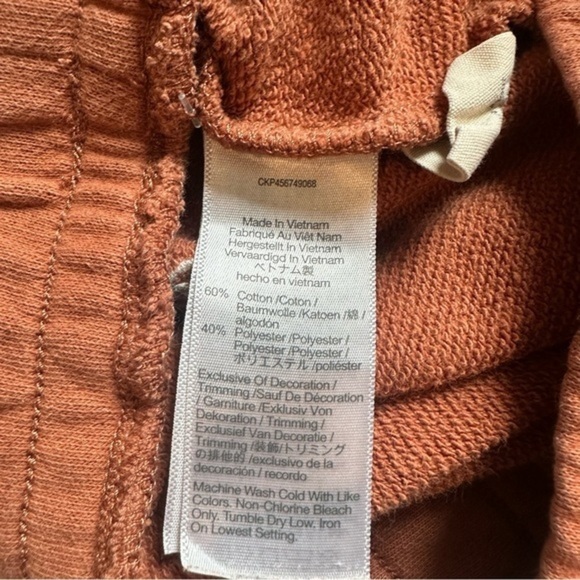 CKP456749068
Made In Vietnam
Fabriqué Au Viêt Nam
Hergestellt In Vietnam
Vervaardigd In Vietnam
ベトナム製
hecho en vietnam
60% Cotton /Coton /
Baumwolle /Katoen /綿 /
algodón
40% Polyester /Polyester /
Polyester /Polyester /
ポリエステル /poliéster
Exclusive Of Decoration /
Trimming /Sauf De Décoration
/ Garniture /Exklusiv Von
Dekoration / Trimming /
Exclusief Van Decoratie /
Trimming /装飾/トリミング
の排他的 /exclusivo de la
decoración / recordo
Machine Wash Cold With Like
Colors. Non-Chlorine Bleach
Only. Tumble Dry Low. Iron
On Lowest Setting.